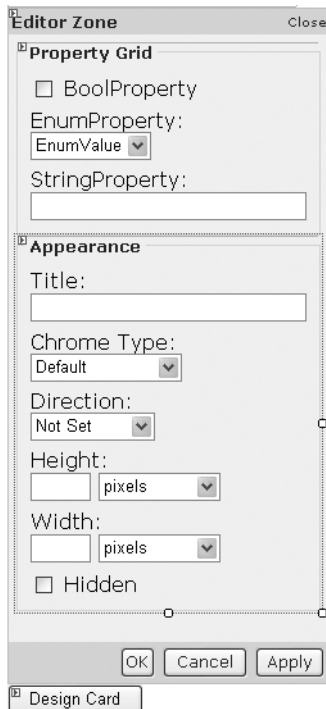 Editor Zone Close
Property Grid
BoolProperty
EnumProperty:
EnumValue
StringProperty:
Appearance
Title:
Chrome Type:
Default
Direction:
Not Set
Height:
pixels
Width:
pixels
Hidden
OK Cancel Apply
Design Card